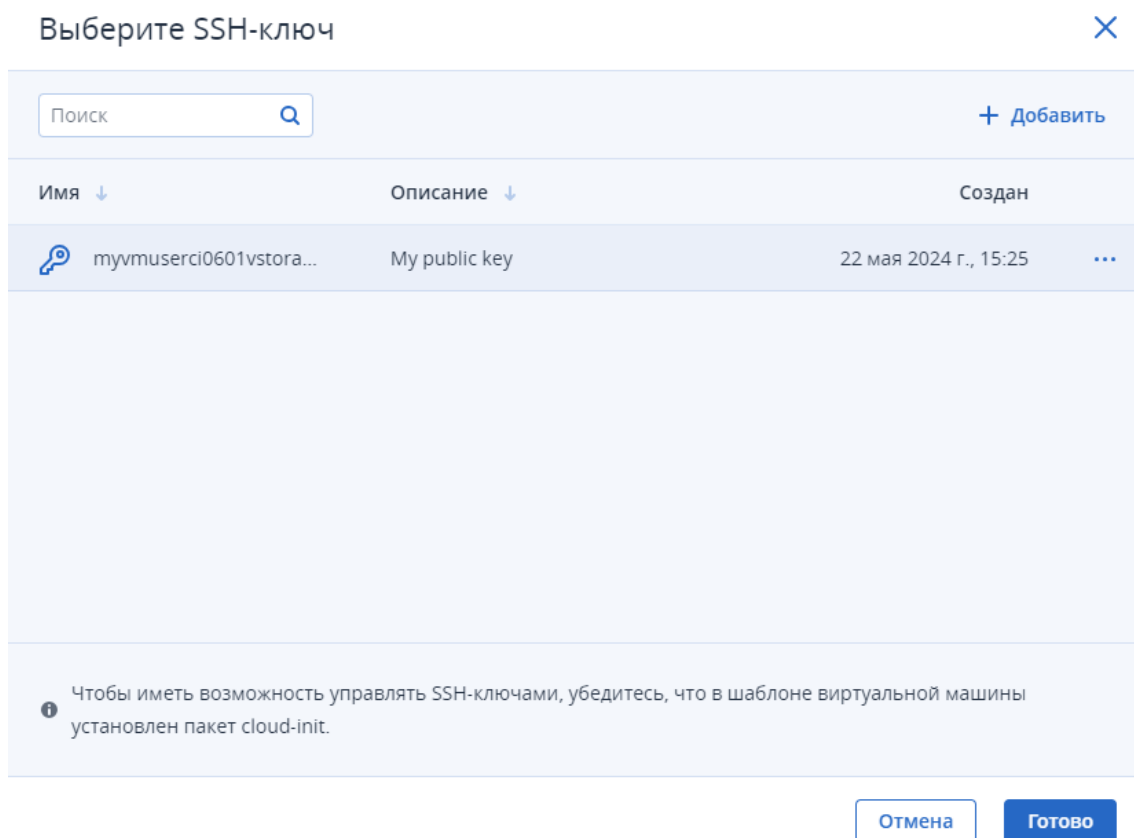 Выберите SSH-ключ
Поиск
Добавить
Имя Описание Создан
myvmuserci0601vstora... My public key 22 мая 2024 г., 15:25
Чтобы иметь возможность управлять SSH-ключами, убедитесь, что в шаблоне виртуальной машины
установлен пакет cloud-init.
Отмена Готово